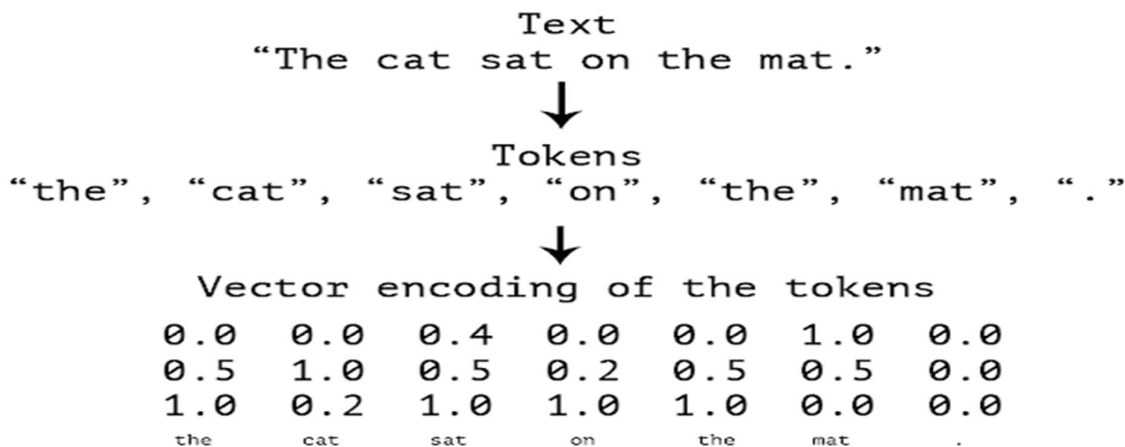 Text
“The cat sat on the mat.”
Tokens
“the”, “cat”, “sat”, “on”, “the”, “mat”, “.”
Vector encoding of the tokens
0.0 0.0 0.4 0.0 0.0 1.0 0.0
0.5 1.0 0.5 0.2 0.5 0.5 0.0
1.0 0.2 1.0 1.0 1.0 0.0 0.0
the cat sat on the mat .